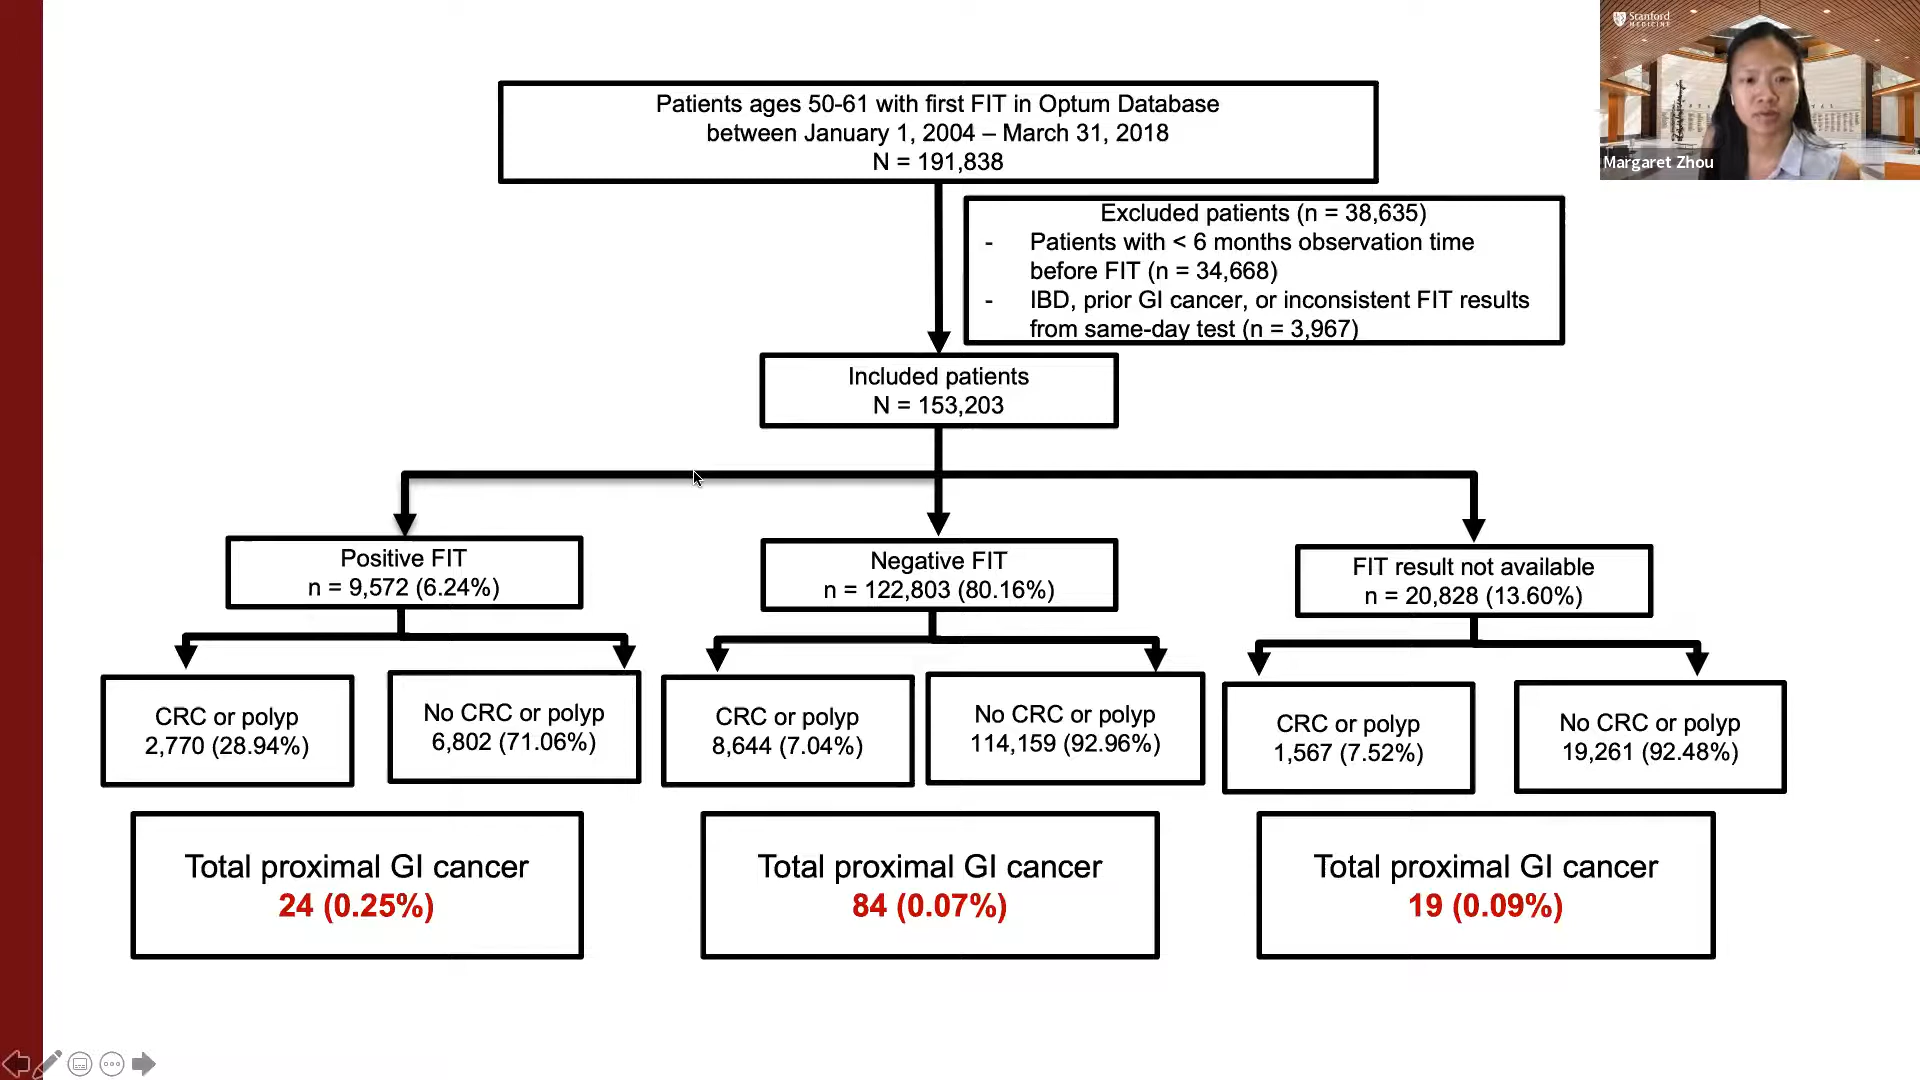 Stanford
MEDICINE
Margaret Zhou
Patients ages 50-61 with first FIT in Optum Database
between January 1, 2004 – March 31, 2018
N = 191,838
Excluded patients (n = 38,635)
- Patients with < 6 months observation time
before FIT (n = 34,668)
- IBD, prior GI cancer, or inconsistent FIT results
from same-day test (n = 3,967)
Included patients
N = 153,203
Positive FIT
n = 9,572 (6.24%)
Negative FIT
n = 122,803 (80.16%)
FIT result not available
n = 20,828 (13.60%)
CRC or polyp
2,770 (28.94%)
No CRC or polyp
6,802 (71.06%)
CRC or polyp
8,644 (7.04%)
No CRC or polyp
114,159 (92.96%)
CRC or polyp
1,567 (7.52%)
No CRC or polyp
19,261 (92.48%)
Total proximal GI cancer
24 (0.25%)
Total proximal GI cancer
84 (0.07%)
Total proximal GI cancer
19 (0.09%)